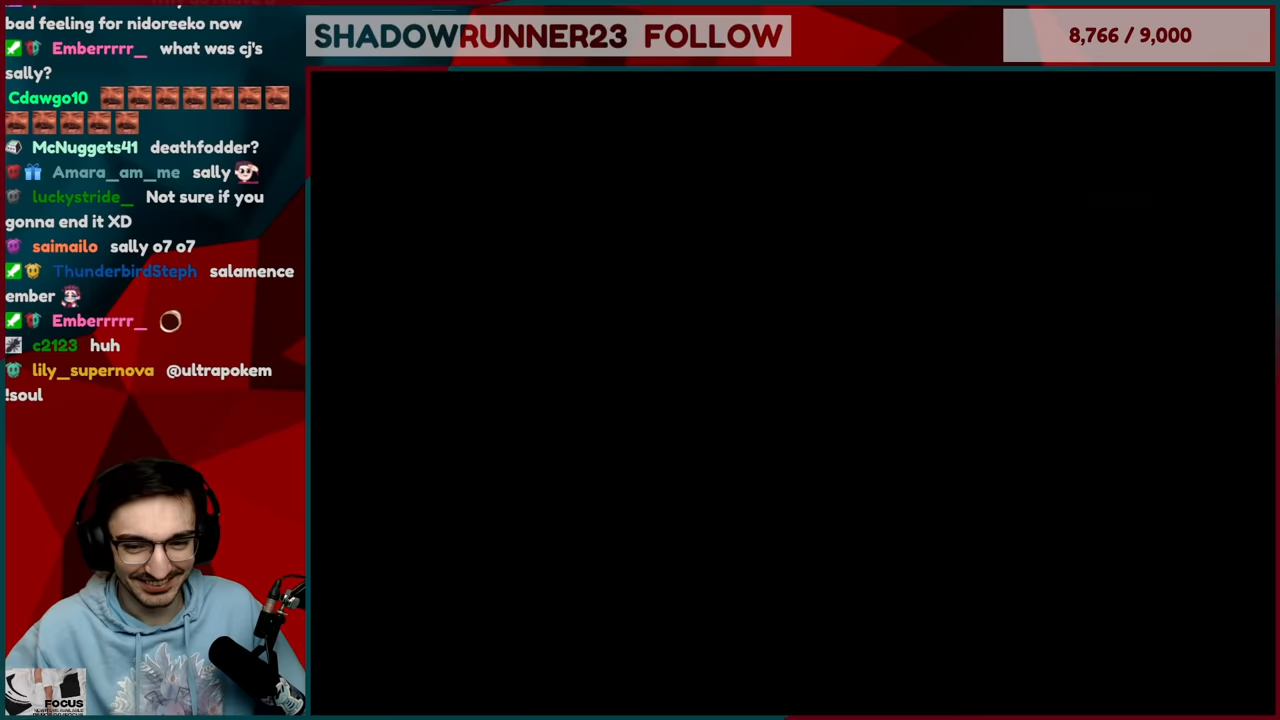 bad feeling for nidoreeko now
Emberrrrr_ what was cj's
sally?
Cdawgo10
McNuggets41 deathfodder?
Amara_am_me sally
luckystride_ Not sure if you
gonna end it XD
saimailo sally o7 o7
ThunderbirdSteph salamence
ember
Emberrrrr_
c2123 huh
lily_supernova @ultrapokem
!soul
SHADOWRUNNER23 FOLLOW
8,766 / 9,000
FOCUS